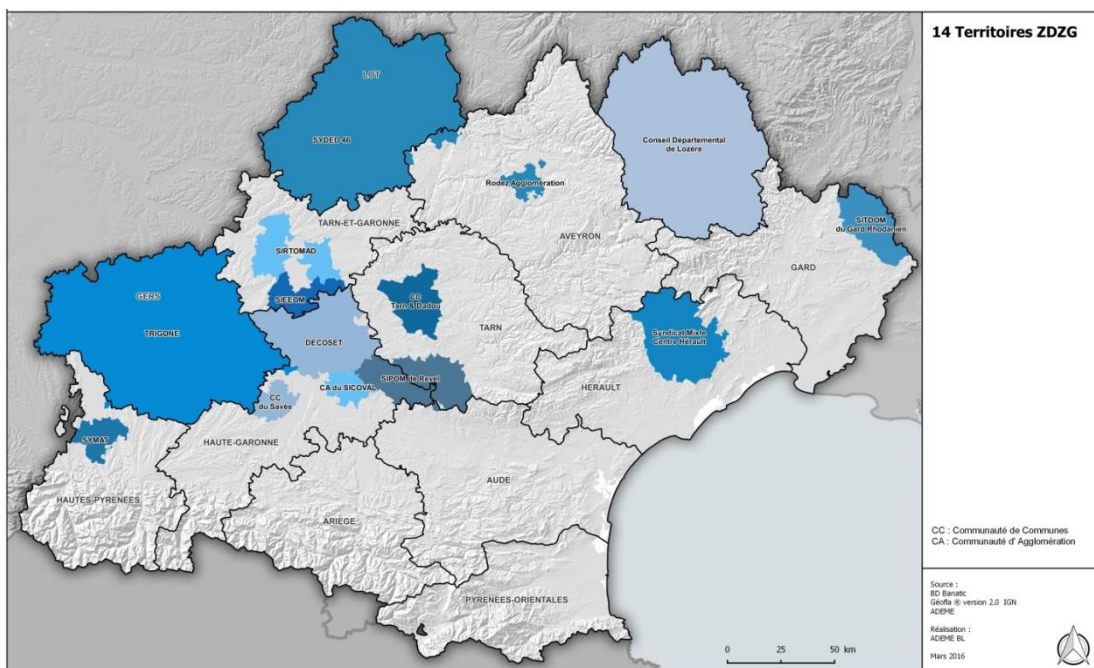 14 Territoires ZDZG
LOT
SYDED 46
Conseil Départemental
de Lozère
Rodez Agglomération
TARN-ET-GARONNE
AVEYRON
SITDOM
du Gard Rhodanien
GARD
SIRTOMAD
SIEEOM
GERS
TRIGONE
CC
Tarn & Dadou
TARN
DECOSET
Syndicat Mixte
Centre Hérault
HERAULT
SIPOM de Revel
CA du SICOVAL
CC
du Saves
SYMAT
HAUTE-GARONNE
HAUTES-PYRENEES
AUDE
ARIEGE
PYRENEES-ORIENTALES
0 25 50 km
CC : Communauté de Communes
CA : Communauté d' Agglomération
Source :
BD Banatic
Géofla ® version 2.0 IGN
ADEME
Réalisation :
ADEME BL
Mars 2016